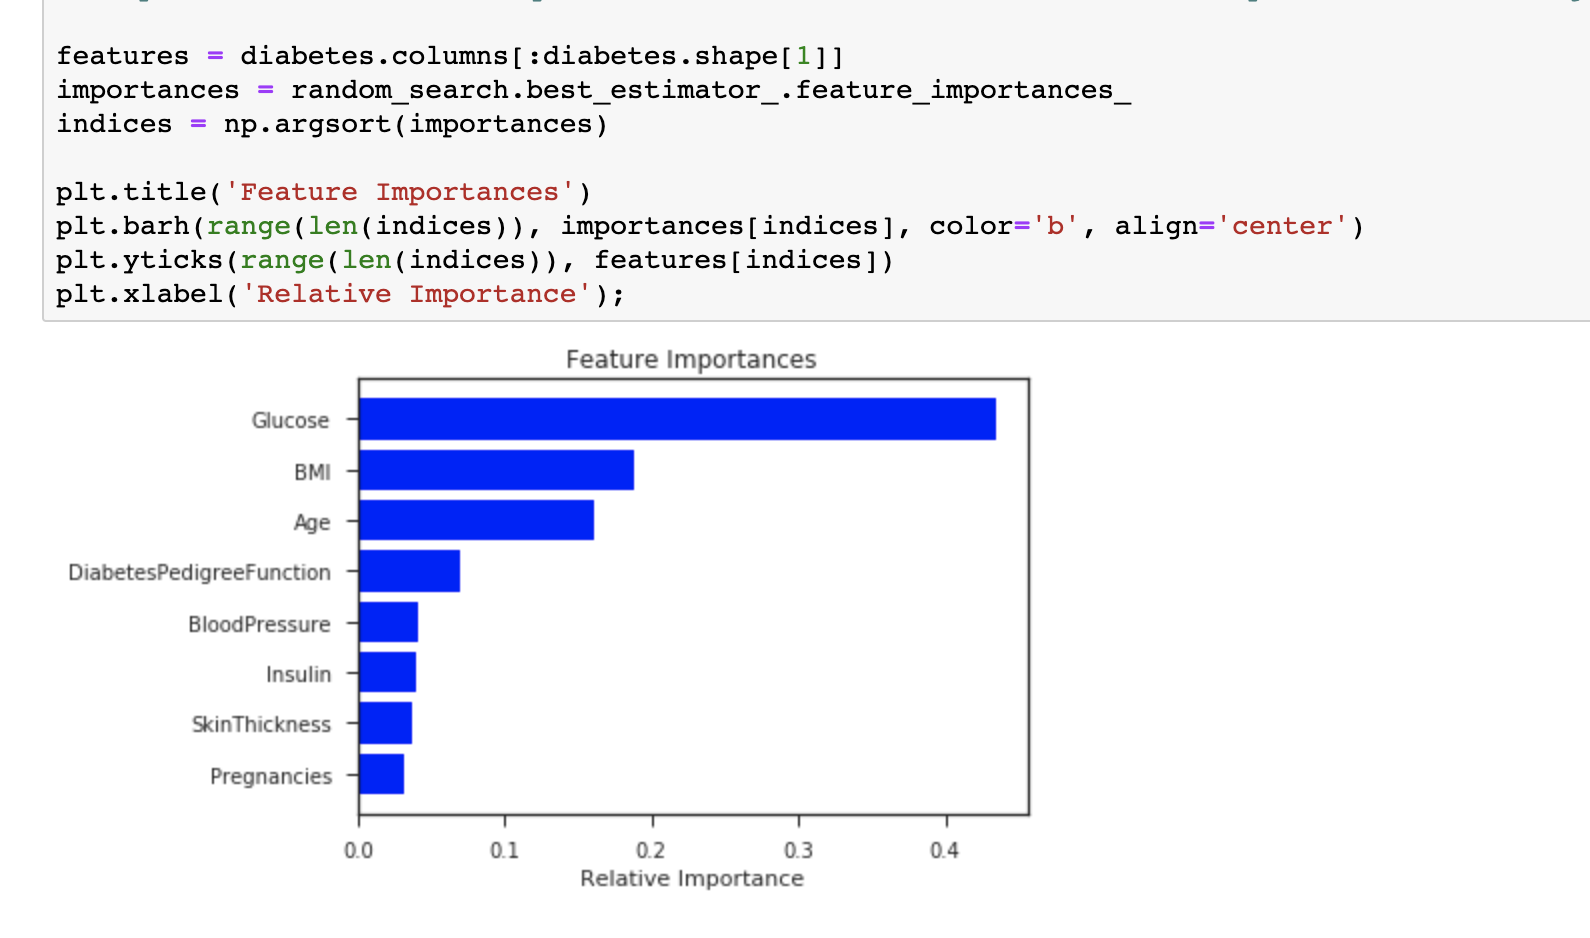 features = diabetes.columns[:diabetes.shape[1]]
importances = random_search.best_estimator_.feature_importances_
indices = np.argsort(importances)
plt.title('Feature Importances')
plt.barh(range(len(indices)), importances[indices], color='b', align='center')
plt.yticks(range(len(indices)), features[indices])
plt.xlabel('Relative Importance');
Feature Importances
Glucose
BMI
Age
DiabetesPedigreeFunction
BloodPressure
Insulin
SkinThickness
Pregnancies
0.0 0.1 0.2 0.3 0.4
Relative Importance